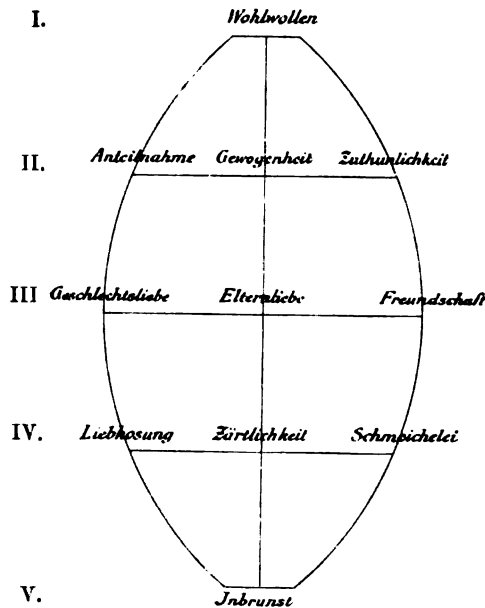 I. Wohlwollen
II. Anteilnahme Gewogenheit Zuthunlichkeit
III Geschlechtsliebe Elternliebe Freundschaft
IV. Liebkosung Zärtlichkeit Schmeichelei
V. Inbrunst